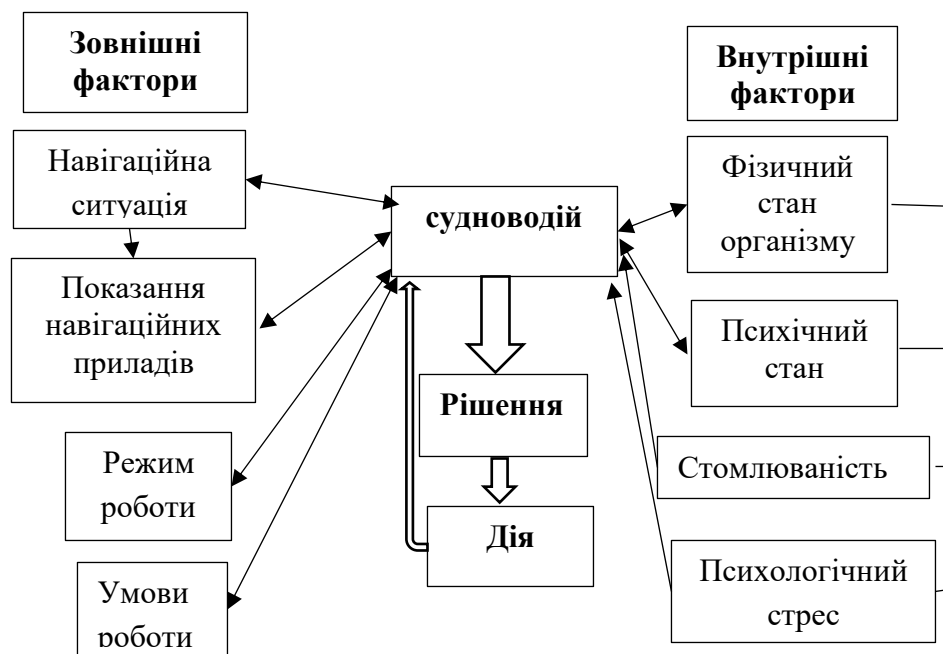 Зовнішні
фактори
Навігаційна
ситуація
Показання
навігаційних
приладів
Режим
роботи
Умови
роботи
судноводій
Рішення
Дія
Внутрішні
фактори
Фізичний
стан
організму
Психічний
стан
Стомлюваність
Психологічний
стрес